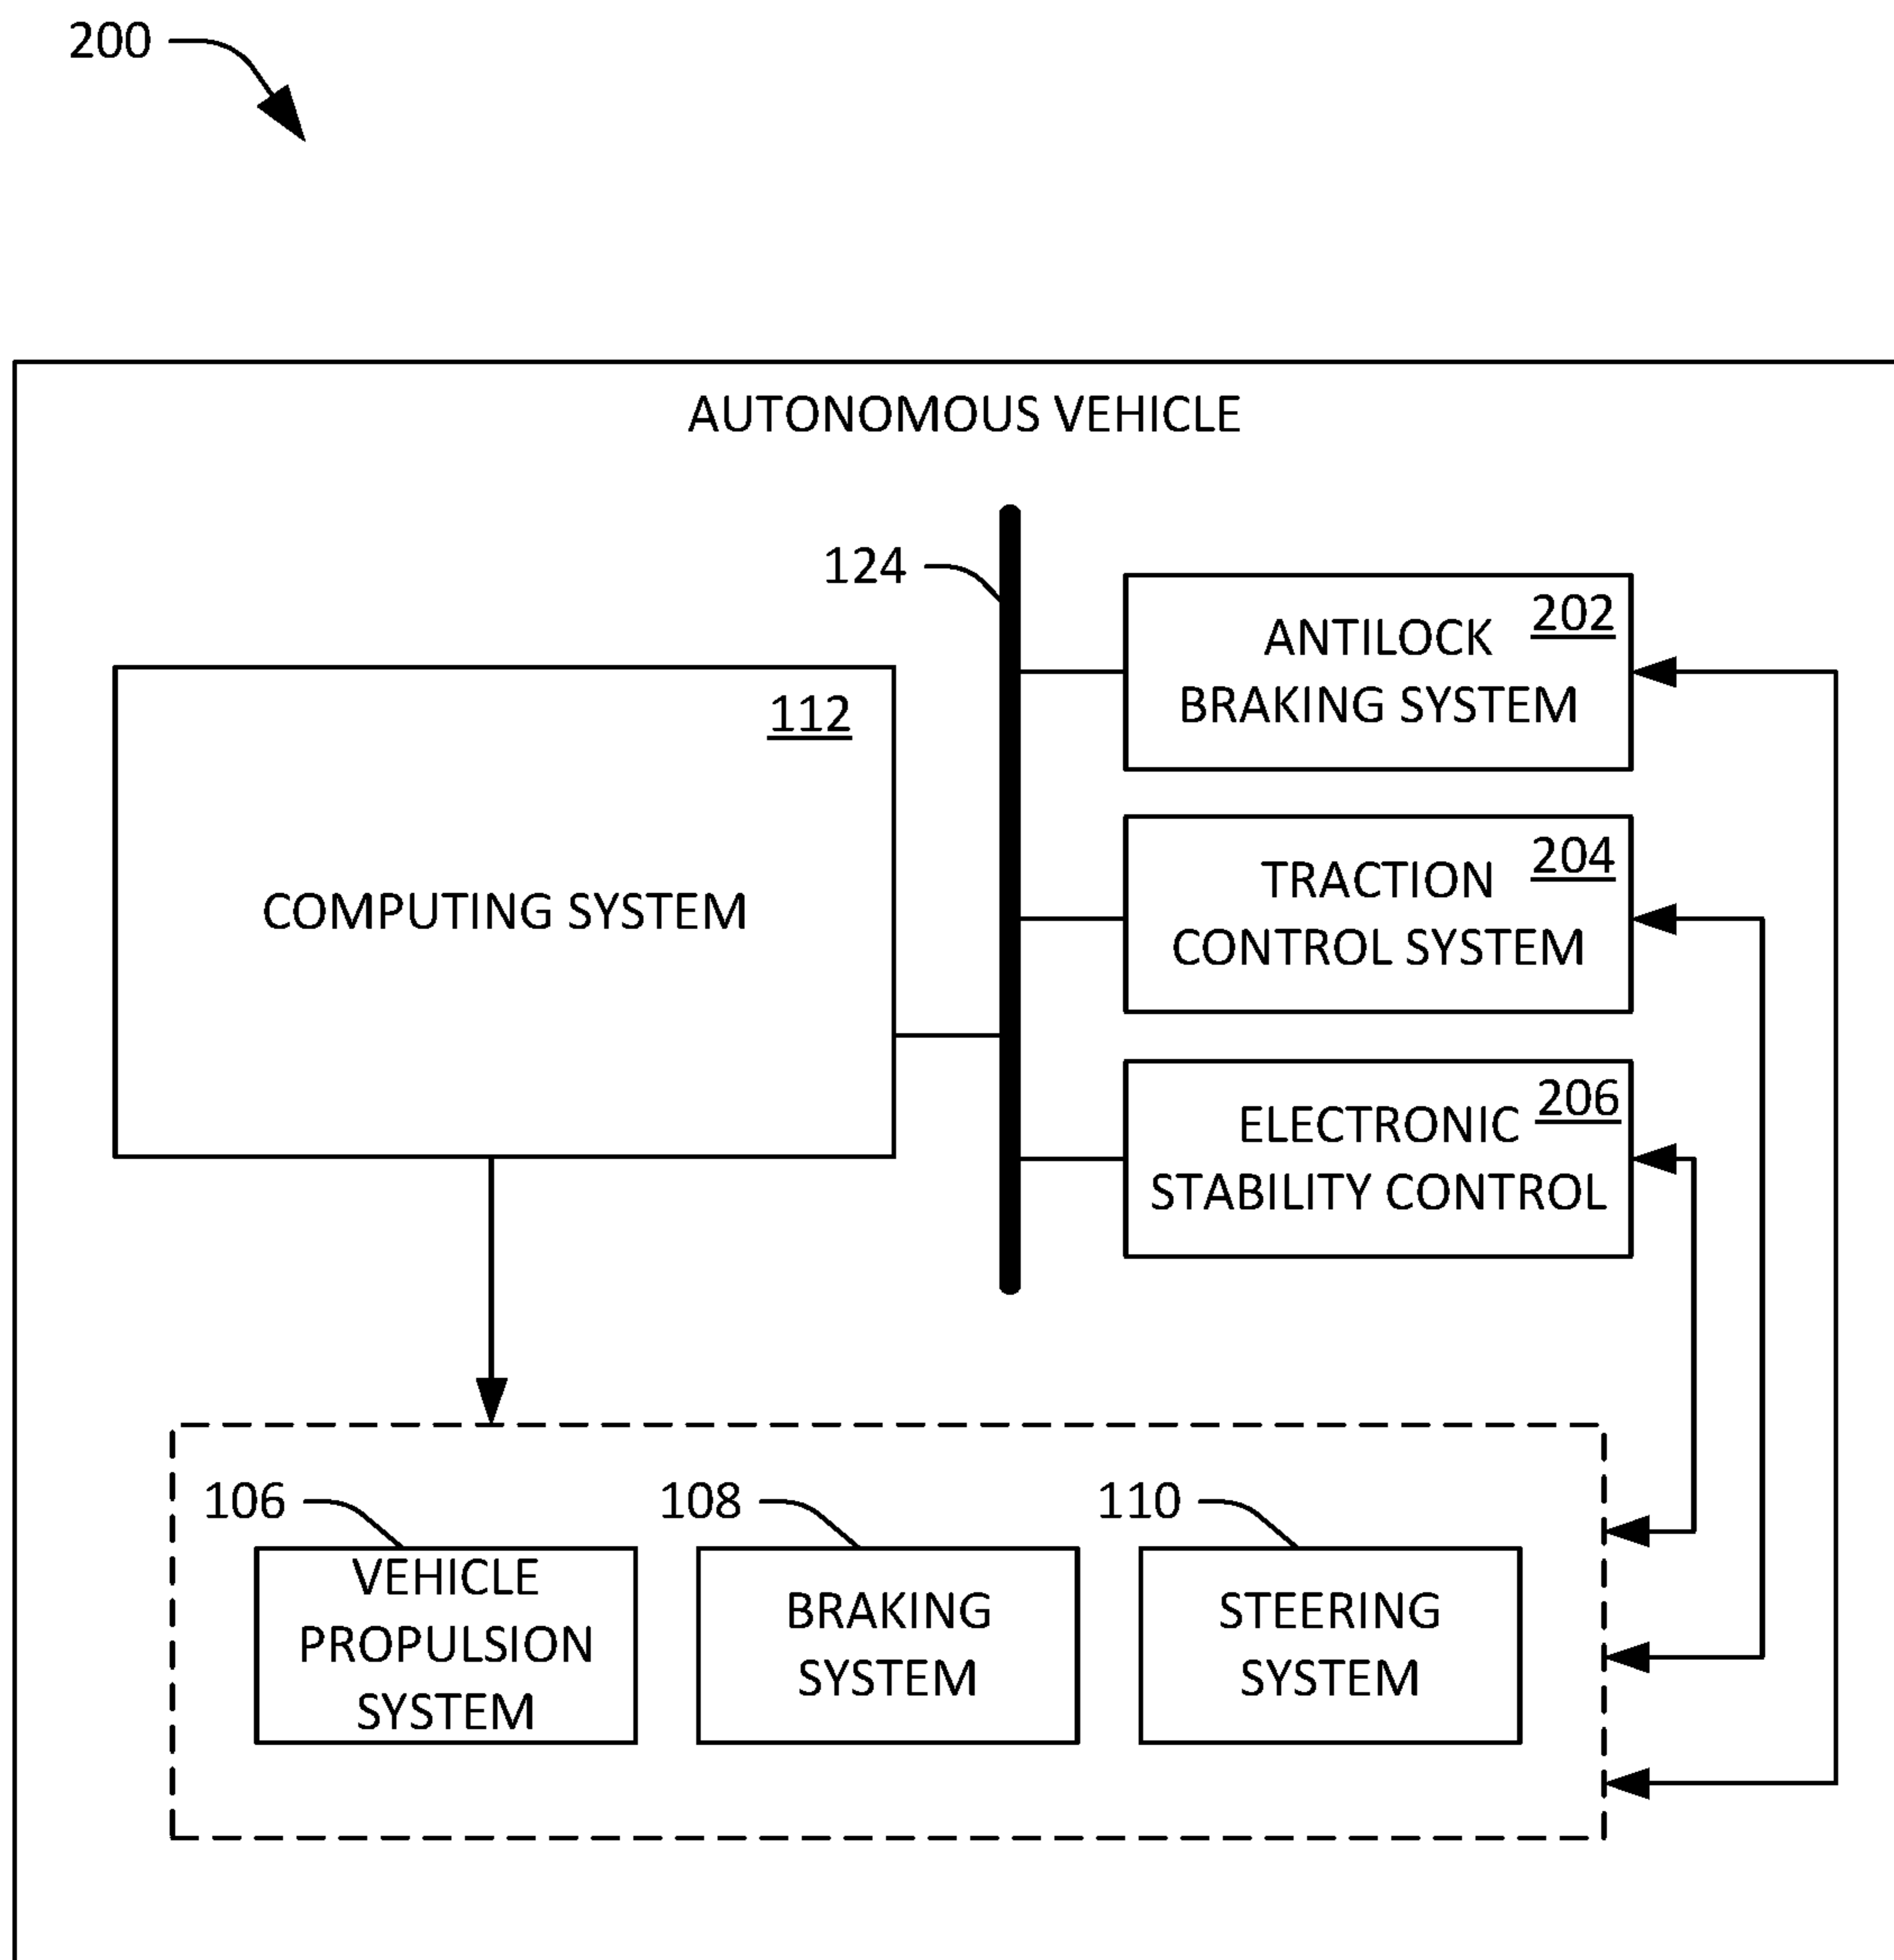 200
AUTONOMOUS VEHICLE
124
202
ANTILOCK
BRAKING SYSTEM
112
COMPUTING SYSTEM
204
TRACTION
CONTROL SYSTEM
206
ELECTRONIC
STABILITY CONTROL
106
VEHICLE
PROPULSION
SYSTEM
108
BRAKING
SYSTEM
110
STEERING
SYSTEM